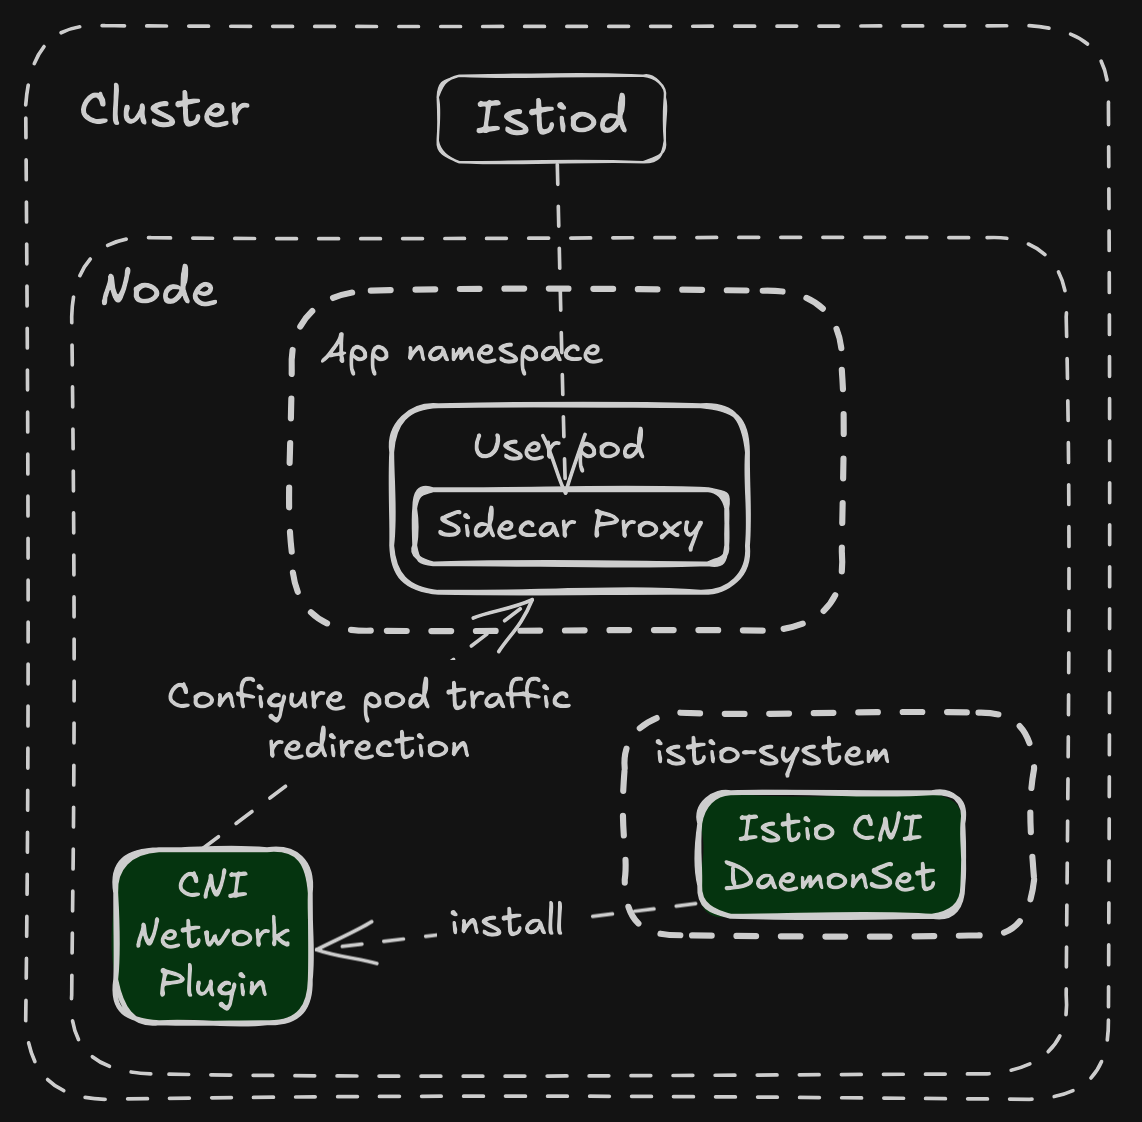 Cluster
Istiod
Node
App namespace
User pod
Sidecar Proxy
Configure pod traffic
redirection
istio-system
Istio CNI
DaemonSet
install
CNI
Network
Plugin